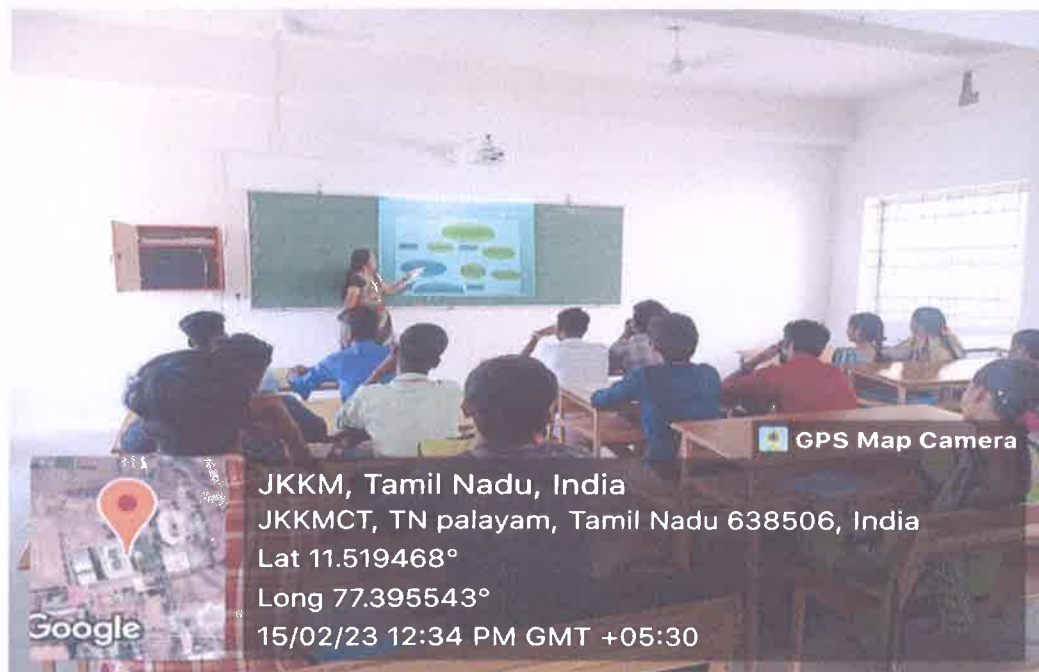 GPS Map Camera
JKKM, Tamil Nadu, India
JKKMCT, TN palayam, Tamil Nadu 638506, India
Lat 11.519468°
Long 77.395543°
15/02/23 12:34 PM GMT +05:30
Google